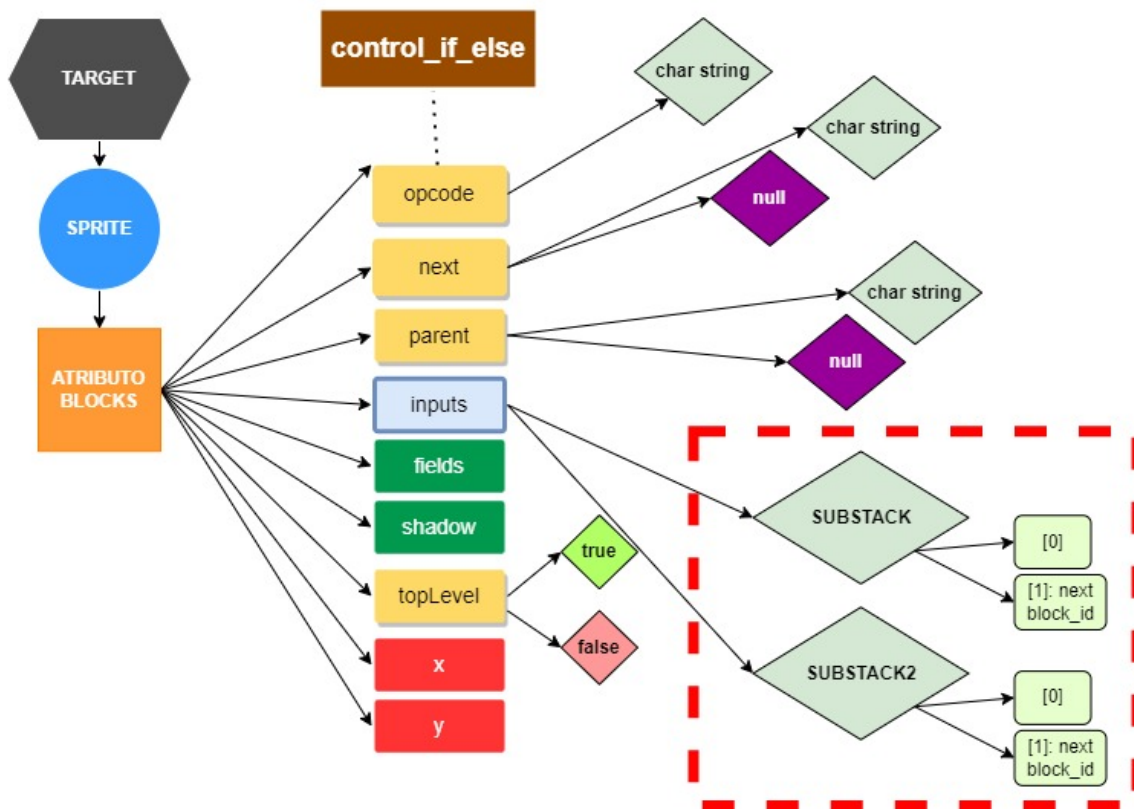 control_if_else
TARGET
char string
char string
opcode
null
SPRITE
next
char string
parent
null
ATRIBUTO
BLOCKS
inputs
fields
SUBSTACK
shadow
[0]
true
[1]: next
block_id
topLevel
false
x
SUBSTACK2
[0]
y
[1]: next
block_id